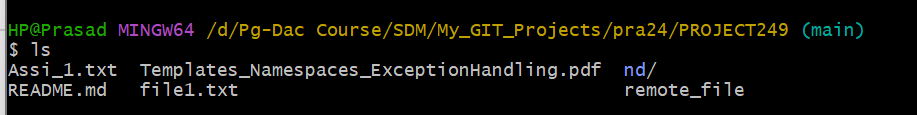 HP@Prasad MINGW64 /d/Pg-Dac Course/SDM/My_GIT_Projects/pra24/PROJECT249 (main)
$ ls
Assi_1.txt  Templates_Namespaces_ExceptionHandling.pdf  nd/
README.md   file1.txt                                   remote_file